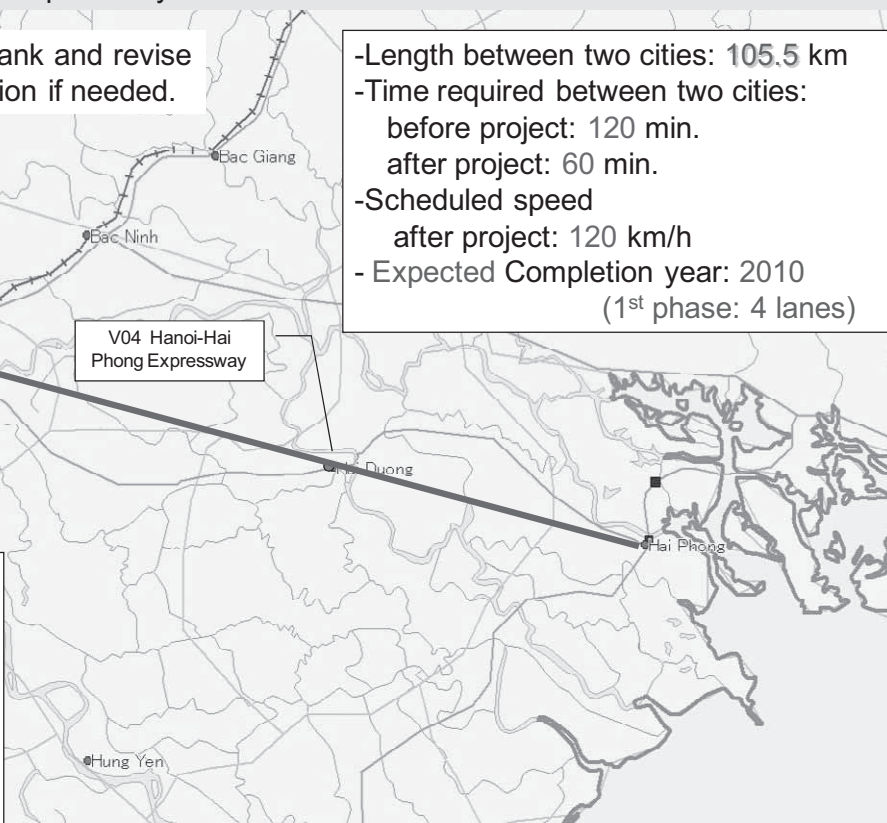 ank and revise
ion if needed.
-Length between two cities: 105.5 km
-Time required between two cities:
before project: 120 min.
after project: 60 min.
-Scheduled speed
after project: 120 km/h
- Expected Completion year: 2010
(1st phase: 4 lanes)
Bac Giang
Bac Ninh
V04 Hanoi-Hai
Phong Expressway
Duong
Hai Phong
Hung Yen